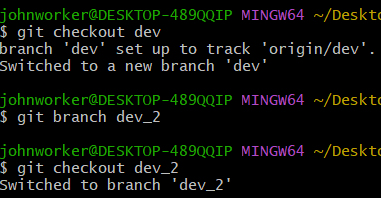 johnworker@DESKTOP-489QQIP MINGW64 ~/Deskto
$ git checkout dev
branch 'dev' set up to track 'origin/dev'.
Switched to a new branch 'dev'
johnworker@DESKTOP-489QQIP MINGW64 ~/Deskto
$ git branch dev_2
johnworker@DESKTOP-489QQIP MINGW64 ~/Deskto
$ git checkout dev_2
Switched to branch 'dev_2'